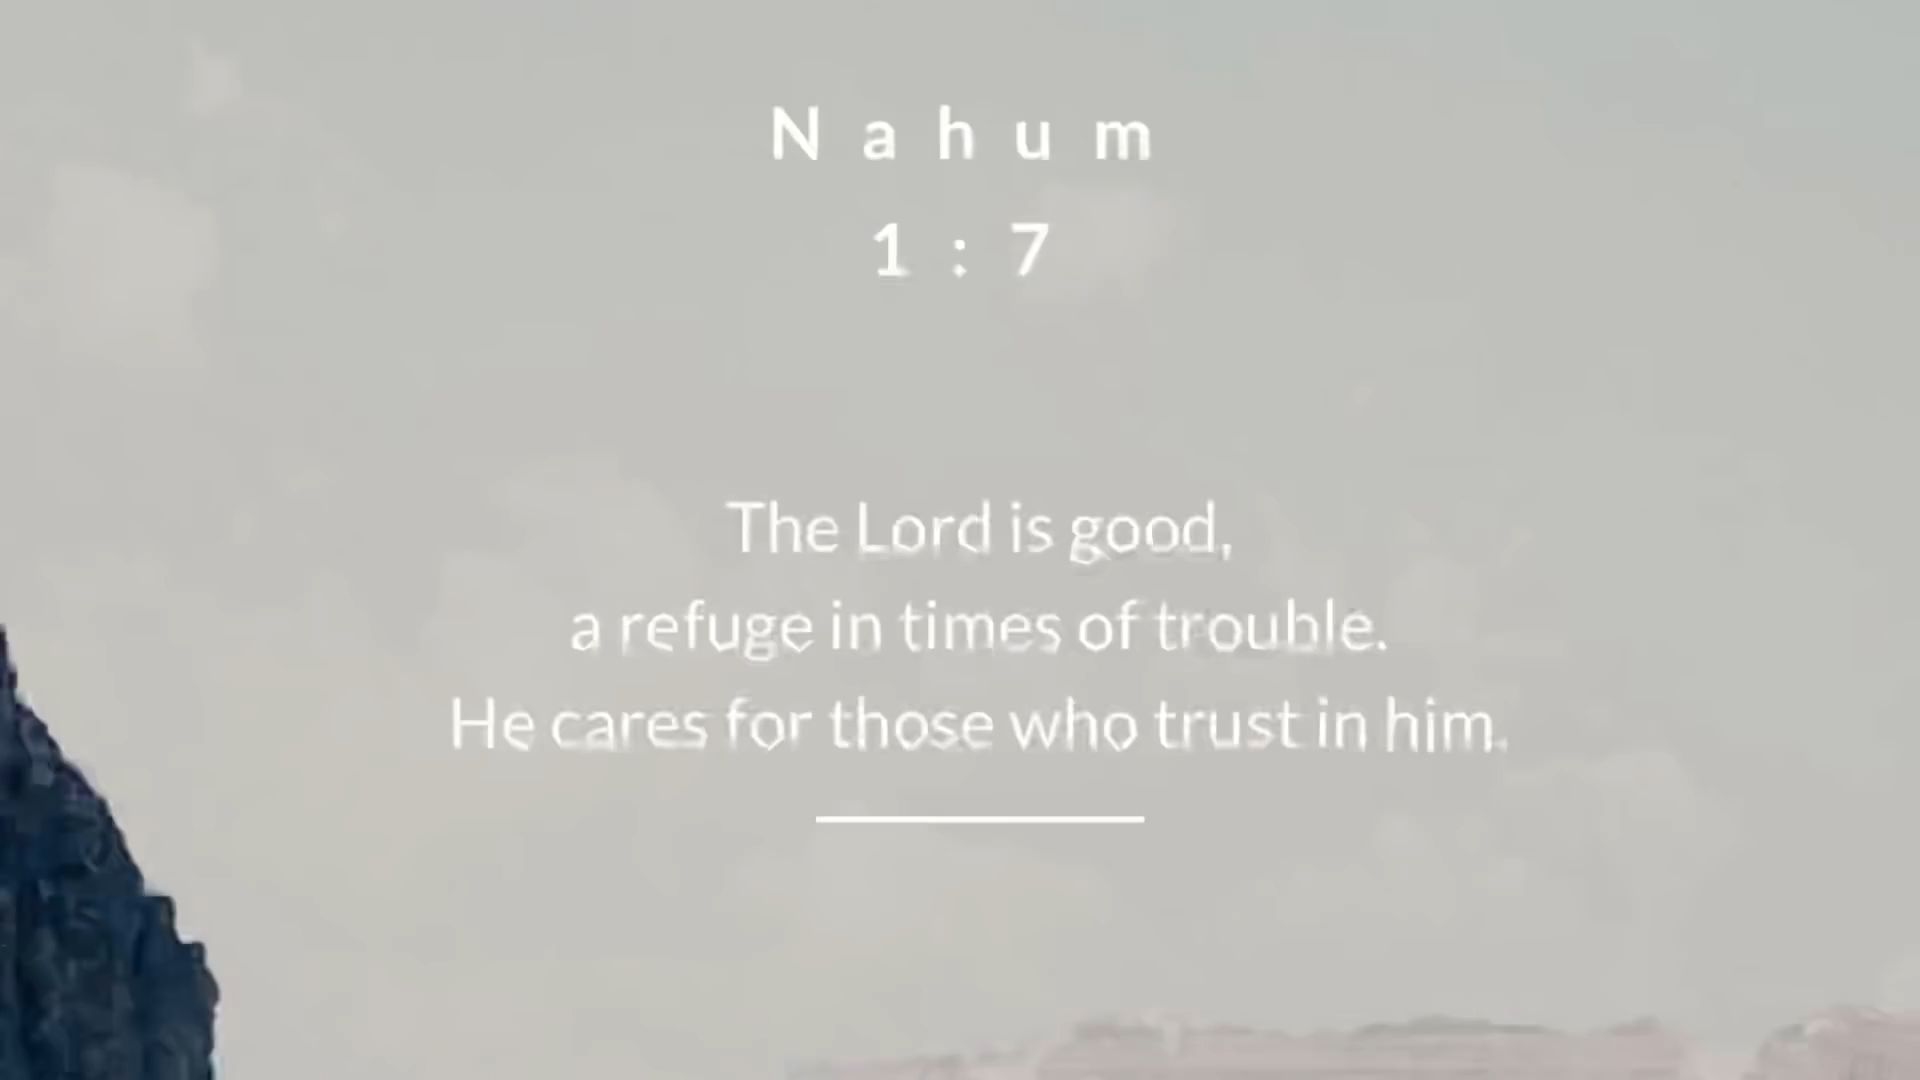 Nahum
1:7
The Lord is good,
a refuge in times of trouble.
He cares for those who trust in him.